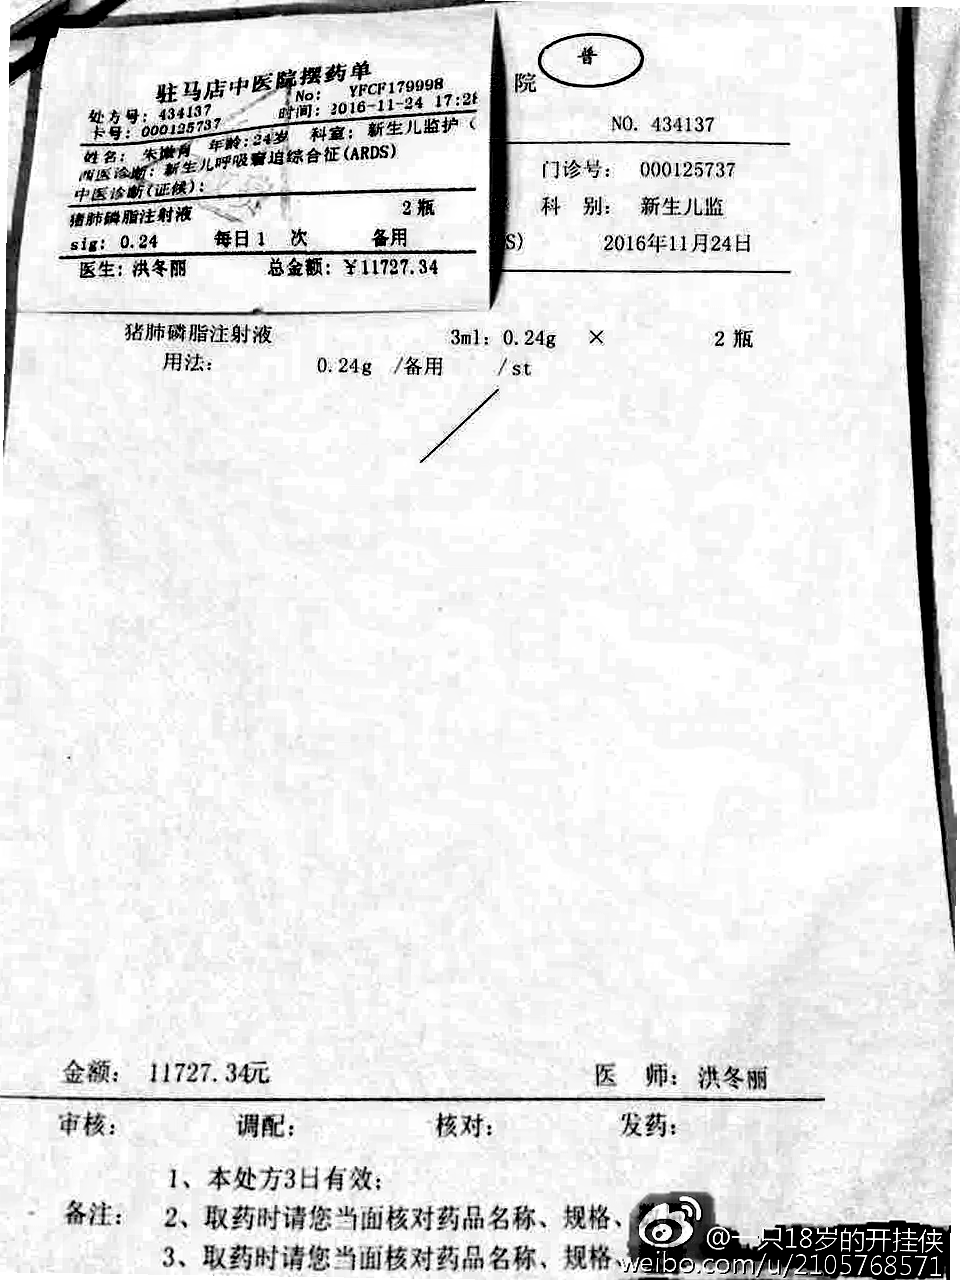 驻马店中医院摆药单
No: YFCF179998
处方号: 434137
时间: 2016-11-24 17:28
卡号: 000125737
姓名: 朱 年龄:24岁 科室: 新生儿监护（
西医诊断: 新生儿呼吸窘迫综合征(ARDS)
中医诊断(证候):
猪肺磷脂注射液 2 瓶
sig: 0.24 每日1 次 备用
医生: 洪冬丽 总金额: ¥11727.34
普
院
NO. 434137
门诊号: 000125737
科 别: 新生儿监
S) 2016年11月24日
猪肺磷脂注射液 3ml: 0.24g × 2 瓶
用法: 0.24g /备用 /st
金额: 11727.34元 医 师: 洪冬丽
审核: 调配: 核对: 发药:
备注: 1、本处方3日有效;
2、取药时请您当面核对药品名称、规格、
3、取药时请您当面核对药品名称、规格、
@一只18岁的开挂侠
weibo.com/u/2105768571